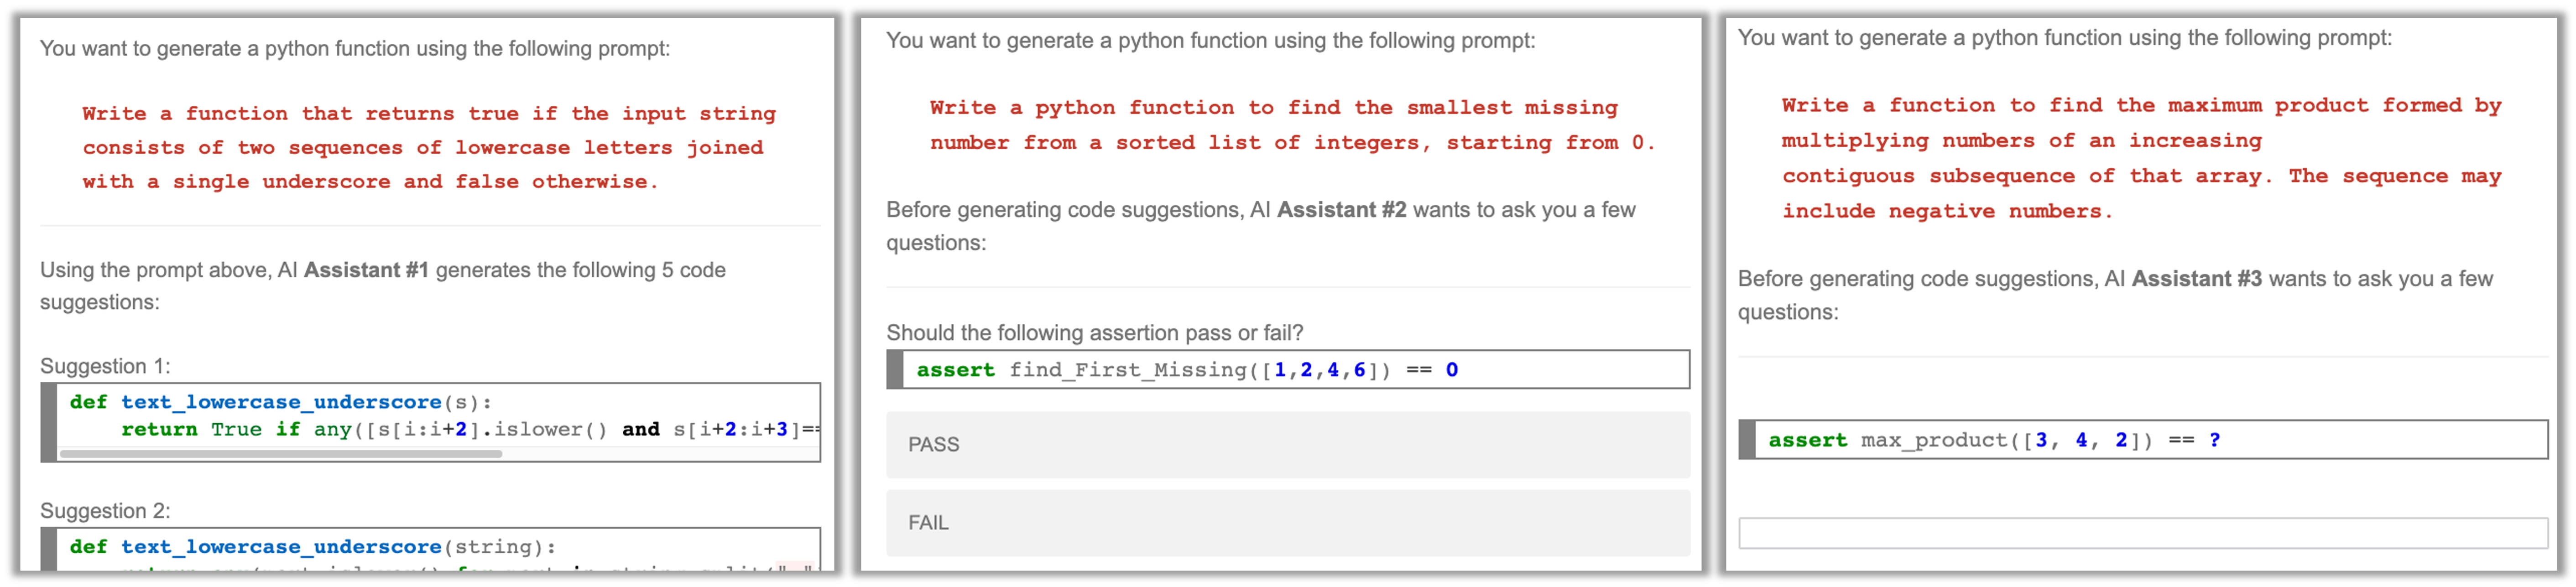 You want to generate a python function using the following prompt:
Write a function that returns true if the input string
consists of two sequences of lowercase letters joined
with a single underscore and false otherwise.
Using the prompt above, AI Assistant #1 generates the following 5 code
suggestions:
Suggestion 1:
def text_lowercase_underscore(s):
    return True if any([s[i:i+2].islower() and s[i+2:i+3]==
Suggestion 2:
def text_lowercase_underscore(string):
You want to generate a python function using the following prompt:
Write a python function to find the smallest missing
number from a sorted list of integers, starting from 0.
Before generating code suggestions, AI Assistant #2 wants to ask you a few
questions:
Should the following assertion pass or fail?
assert find_First_Missing([1,2,4,6]) == 0
PASS
FAIL
You want to generate a python function using the following prompt:
Write a function to find the maximum product formed by
multiplying numbers of an increasing
contiguous subsequence of that array. The sequence may
include negative numbers.
Before generating code suggestions, AI Assistant #3 wants to ask you a few
questions:
assert max_product([3, 4, 2]) == ?